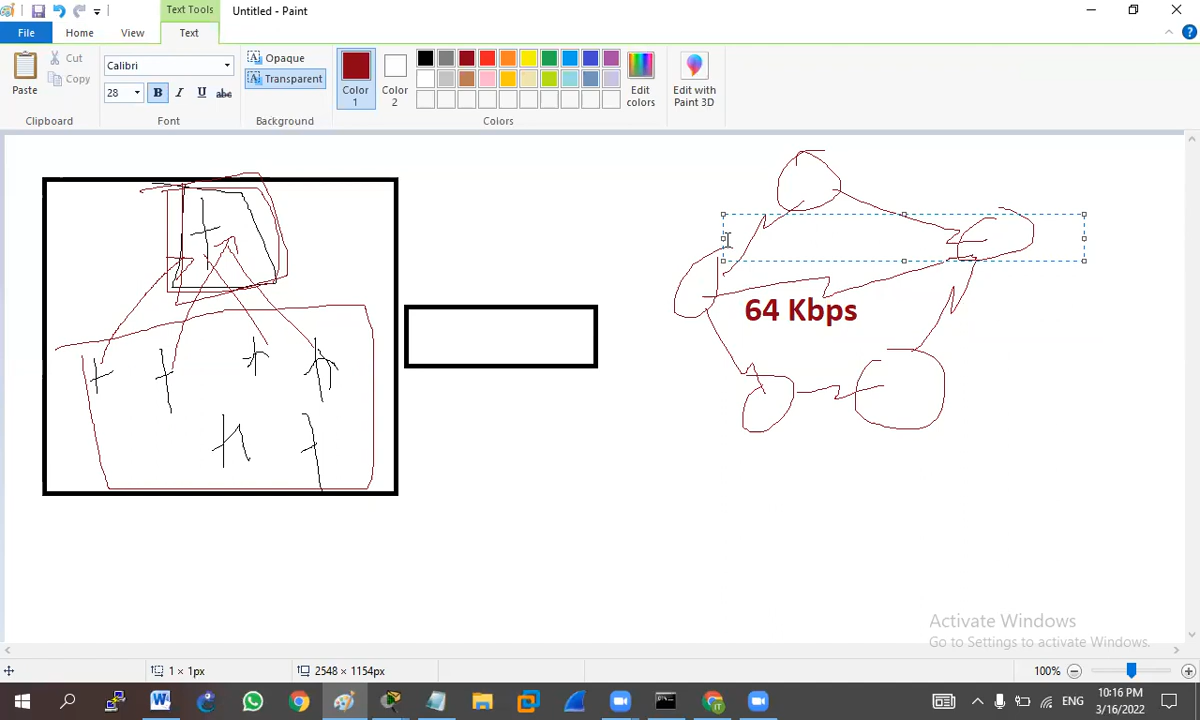 Text Tools
Untitled - Paint
File
Home
View
Text
Paste
Cut
Copy
Clipboard
Calibri
28
B
I
U
abc
Font
Opaque
Transparent
Background
Color 1
Color 2
Edit colors
Colors
Edit with Paint 3D
64 Kbps
Activate Windows
Go to Settings to activate Windows.
1 × 1px
2548 × 1154px
100%
ENG
10:16 PM
3/16/2022